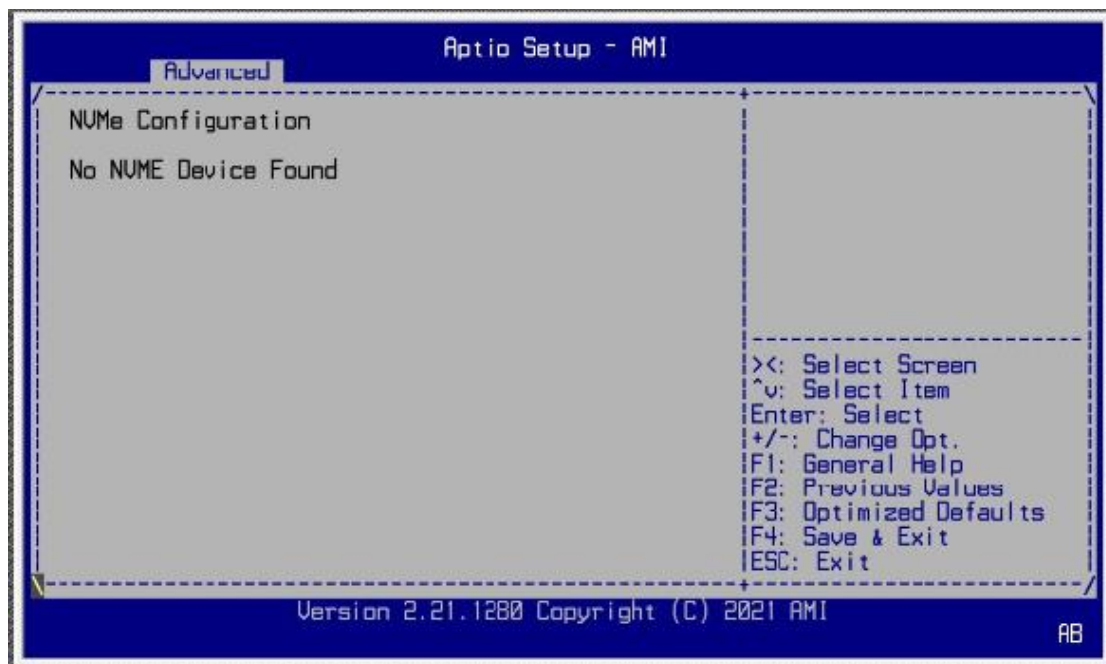 Aptio Setup - AMI
Advanced
NVMe Configuration
No NVME Device Found
><: Select Screen
^v: Select Item
Enter: Select
+/-: Change Opt.
F1: General Help
F2: Previous Values
F3: Optimized Defaults
F4: Save & Exit
ESC: Exit
Version 2.21.1280 Copyright (C) 2021 AMI
AB